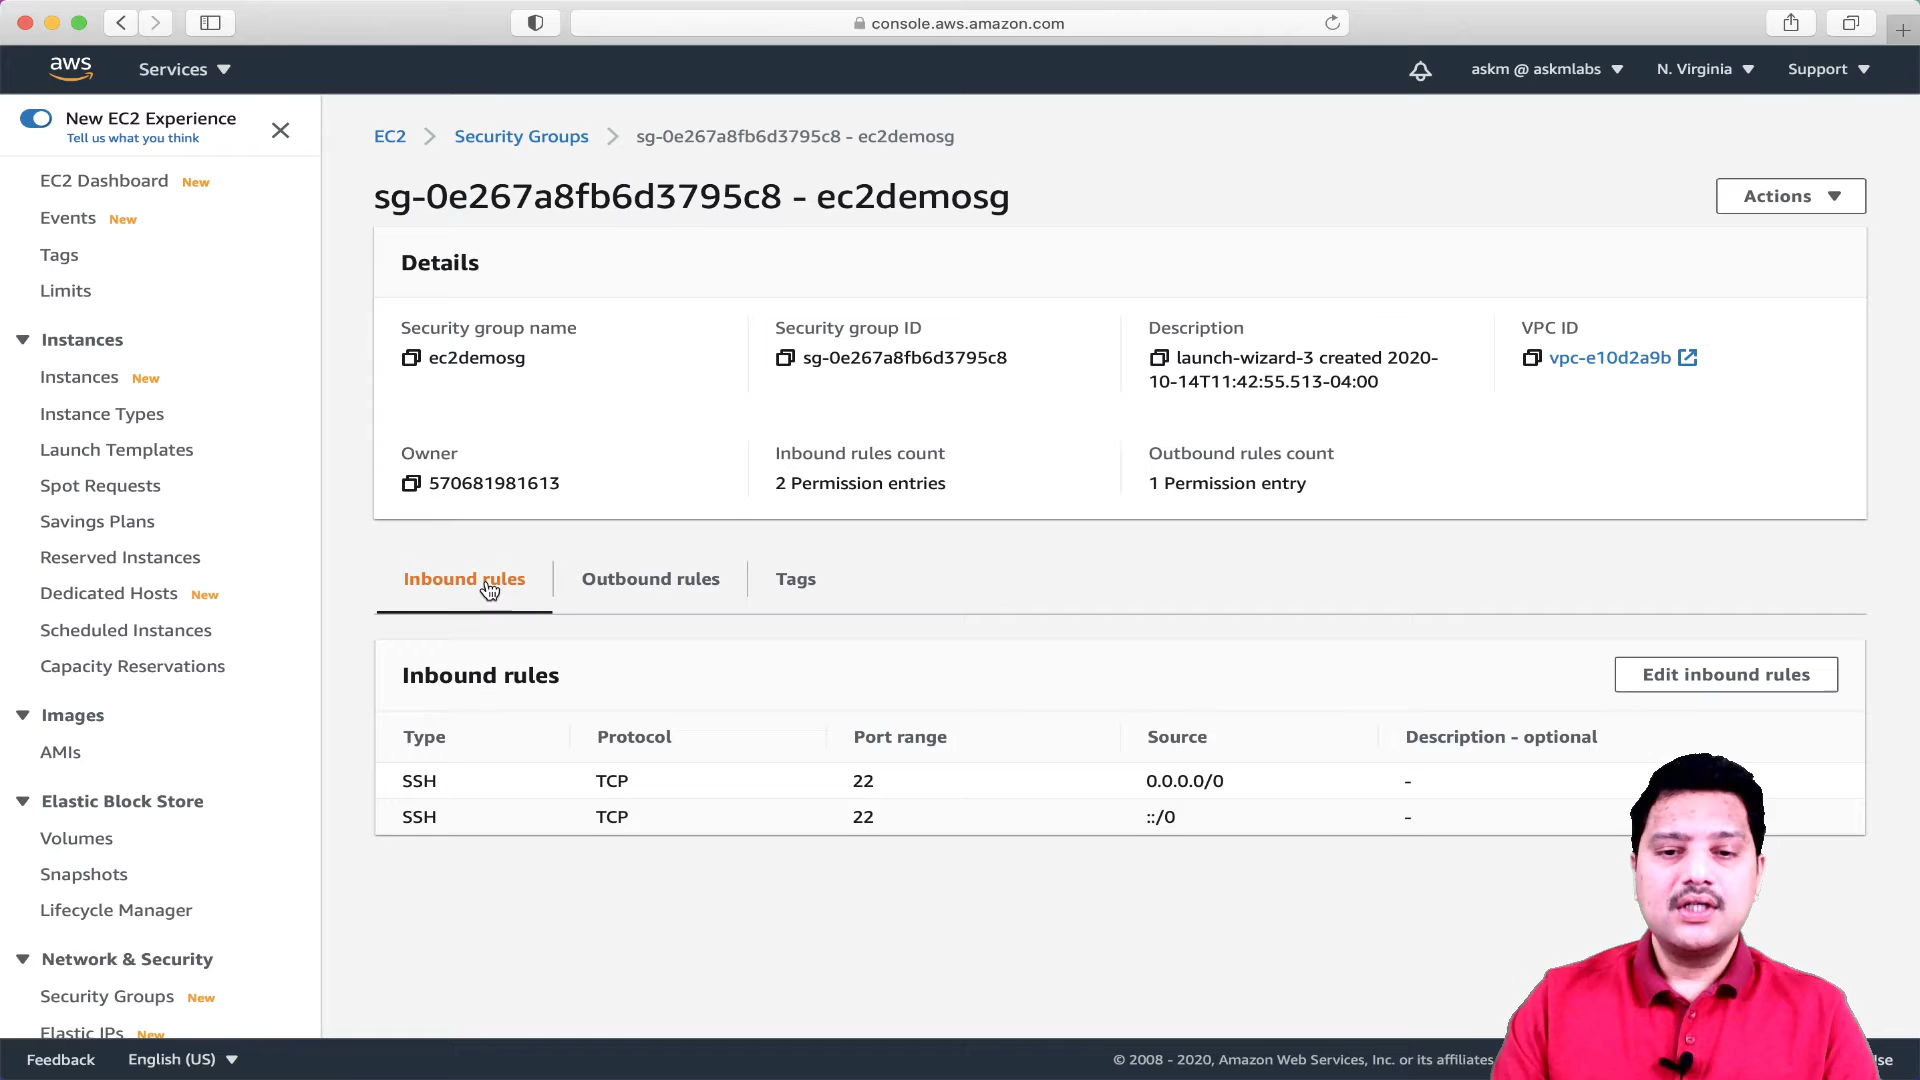 console.aws.amazon.com
aws
Services
askm @ askmlabs
N. Virginia
Support
New EC2 Experience
Tell us what you think
EC2 Dashboard New
Events New
Tags
Limits
Instances
Instances New
Instance Types
Launch Templates
Spot Requests
Savings Plans
Reserved Instances
Dedicated Hosts New
Scheduled Instances
Capacity Reservations
Images
AMIs
Elastic Block Store
Volumes
Snapshots
Lifecycle Manager
Network & Security
Security Groups New
Elastic IPs New
EC2 > Security Groups > sg-0e267a8fb6d3795c8 - ec2demosg
sg-0e267a8fb6d3795c8 - ec2demosg
Actions
Details
Security group name
ec2demosg
Security group ID
sg-0e267a8fb6d3795c8
Description
launch-wizard-3 created 2020-
10-14T11:42:55.513-04:00
VPC ID
vpc-e10d2a9b
Owner
570681981613
Inbound rules count
2 Permission entries
Outbound rules count
1 Permission entry
Inbound rules
Outbound rules
Tags
Inbound rules
Edit inbound rules
Type Protocol Port range Source Description - optional
SSH TCP 22 0.0.0.0/0 -
SSH TCP 22 ::/0 -
Feedback
English (US)
© 2008 - 2020, Amazon Web Services, Inc. or its affiliates